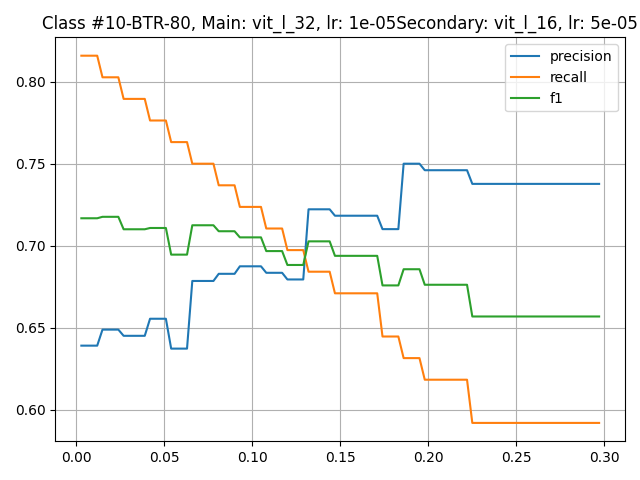 Class #10-BTR-80, Main: vit_l_32, lr: 1e-05Secondary: vit_l_16, lr: 5e-05
precision
recall
f1
0.80
0.75
0.70
0.65
0.60
0.00 0.05 0.10 0.15 0.20 0.25 0.30